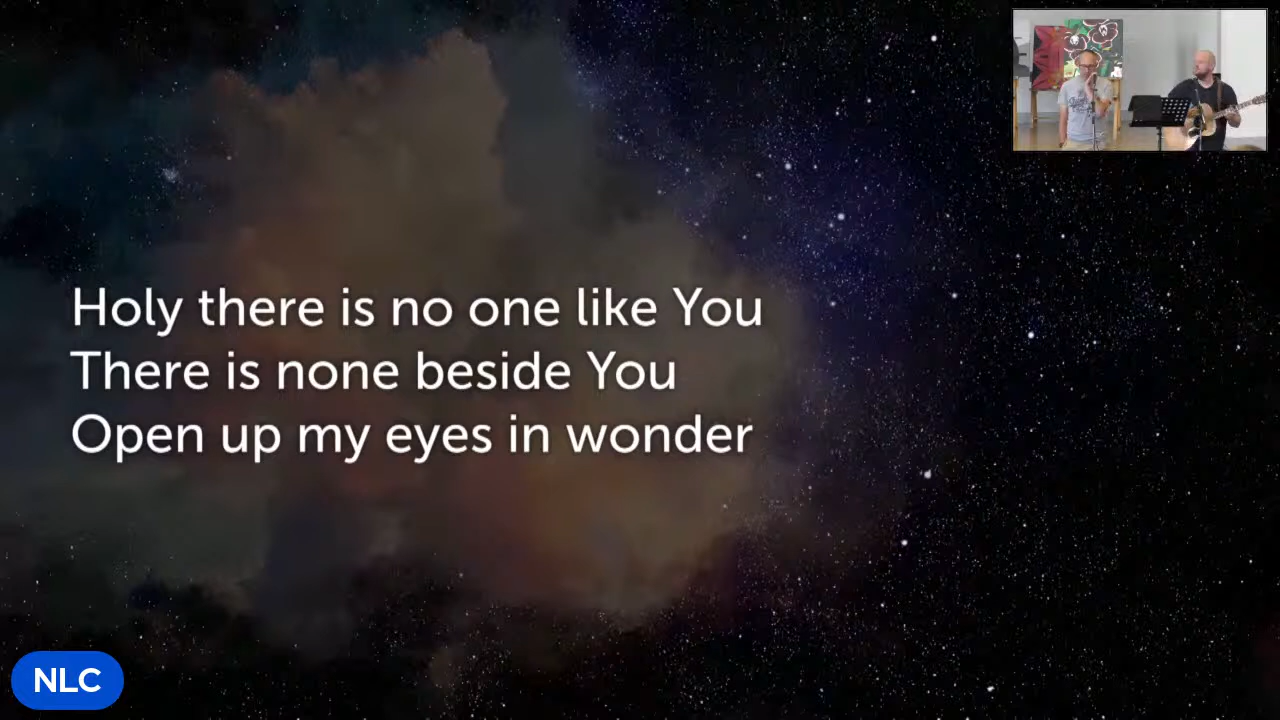 Holy there is no one like You
There is none beside You
Open up my eyes in wonder
NLC